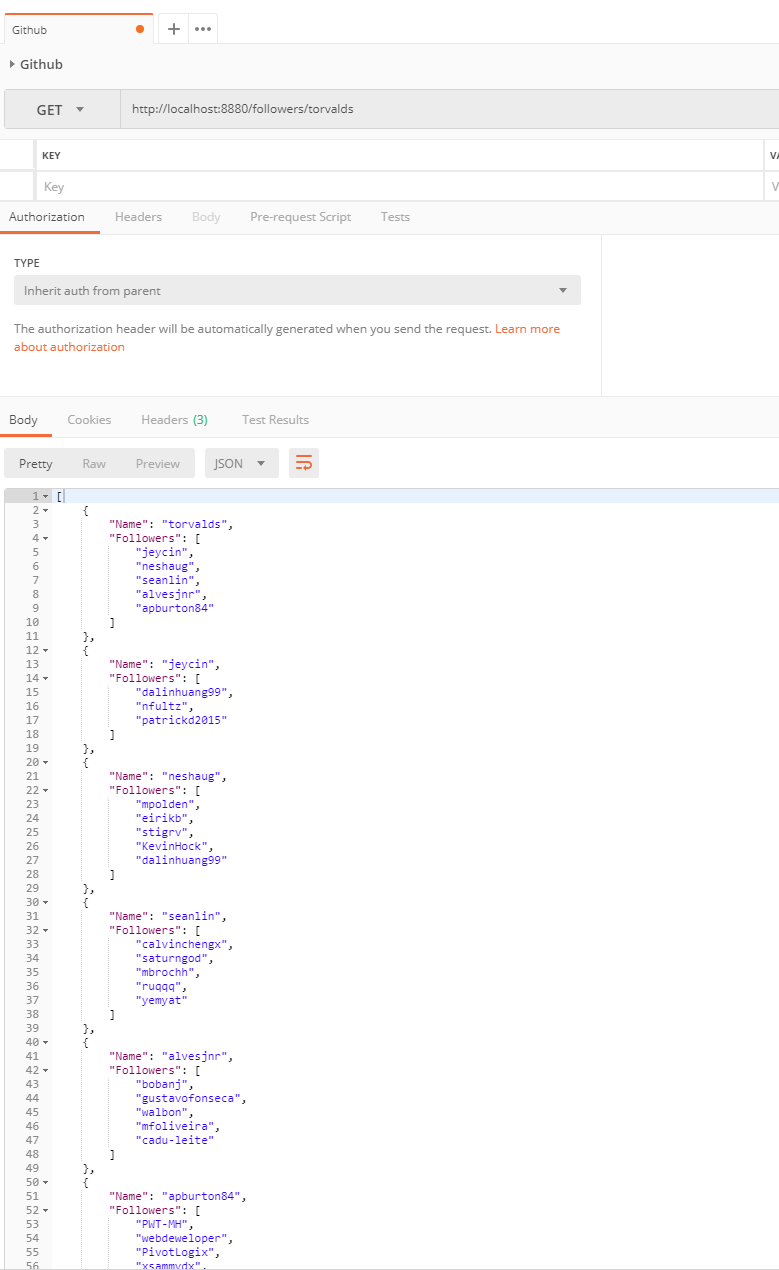 Github
+ •••
Github
GET http://localhost:8880/followers/torvalds
KEY
Key V
Authorization Headers Body Pre-request Script Tests
TYPE
Inherit auth from parent
The authorization header will be automatically generated when you send the request. Learn more
about authorization
Body Cookies Headers (3) Test Results
Pretty Raw Preview JSON
1 [
2 {
3 "Name": "torvalds",
4 "Followers": [
5 "jeycin",
6 "neshaug",
7 "seanlin",
8 "alvesjnr",
9 "apburton84"
10 ]
11 },
12 {
13 "Name": "jeycin",
14 "Followers": [
15 "dalinhuang99",
16 "nfultz",
17 "patrickd2015"
18 ]
19 },
20 {
21 "Name": "neshaug",
22 "Followers": [
23 "mpolden",
24 "eirikb",
25 "stigrv",
26 "KevinHock",
27 "dalinhuang99"
28 ]
29 },
30 {
31 "Name": "seanlin",
32 "Followers": [
33 "calvinchengx",
34 "saturngod",
35 "mbrochh",
36 "ruqqq",
37 "yemyat"
38 ]
39 },
40 {
41 "Name": "alvesjnr",
42 "Followers": [
43 "bobanj",
44 "gustavofonseca",
45 "walbon",
46 "mfoliveira",
47 "cadu-leite"
48 ]
49 },
50 {
51 "Name": "apburton84",
52 "Followers": [
53 "PWT-MH",
54 "webdeweloper",
55 "PivotLogix",
56 "xsammydx",